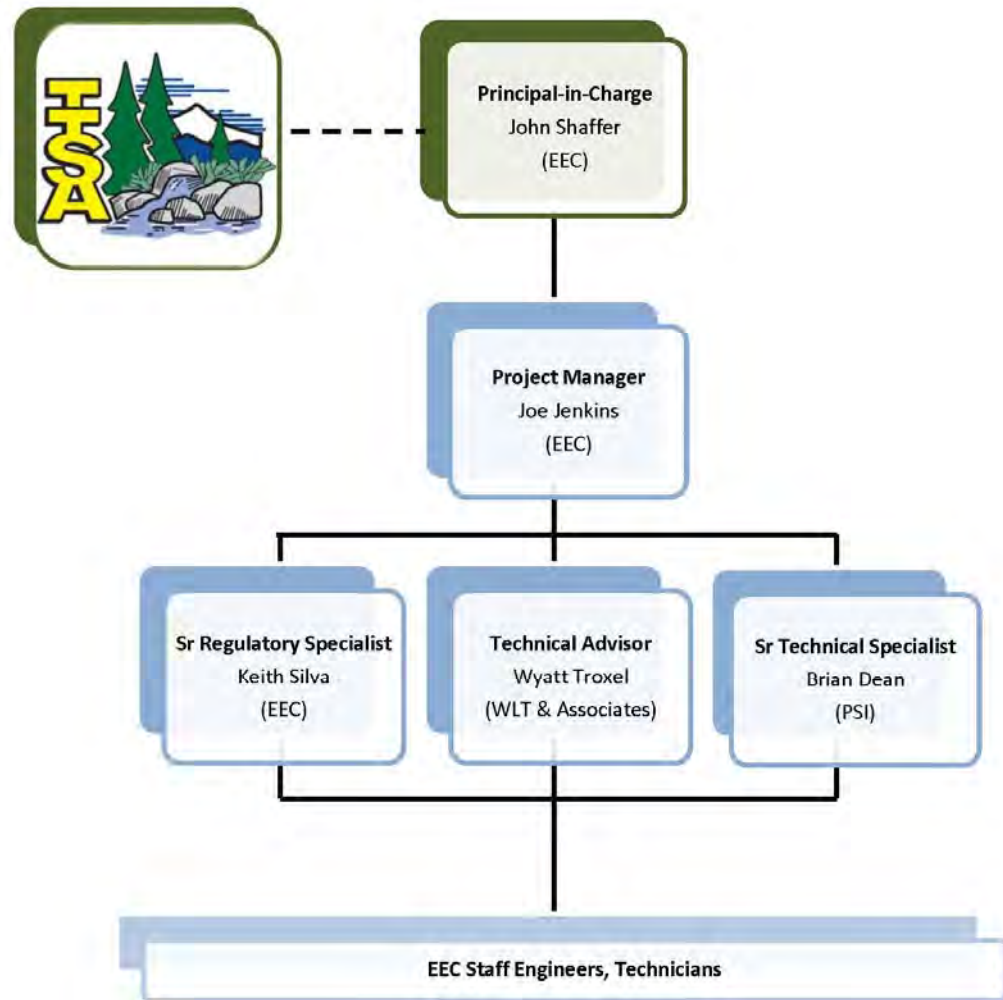 TTSA
Principal-in-Charge
John Shaffer
(EEC)
Project Manager
Joe Jenkins
(EEC)
Sr Regulatory Specialist
Keith Silva
(EEC)
Technical Advisor
Wyatt Troxel
(WLT & Associates)
Sr Technical Specialist
Brian Dean
(PSI)
EEC Staff Engineers, Technicians